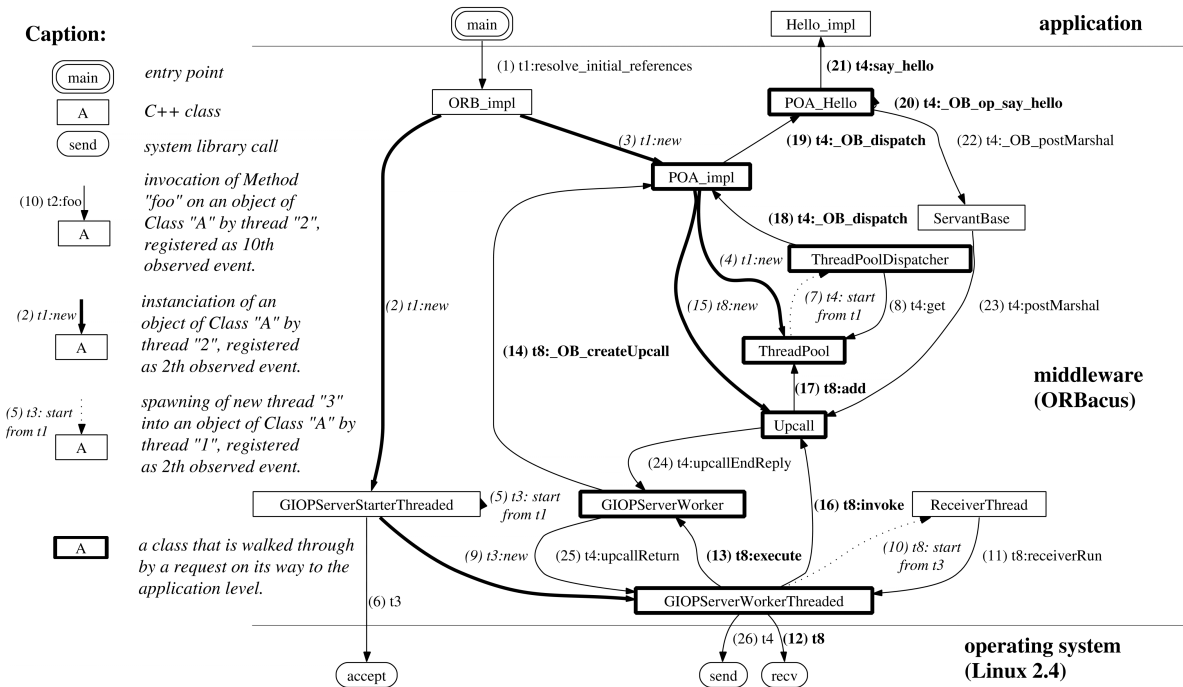 Caption:
main
entry point
A
C++ class
send
system library call
(10) t2:foo
A
invocation of Method
"foo" on an object of
Class "A" by thread "2",
registered as 10th
observed event.
(2) t1:new
A
instanciation of an
object of Class "A" by
thread "2", registered
as 2th observed event.
(5) t3: start
from t1
A
spawning of new thread "3"
into an object of Class "A" by
thread "1", registered
as 2th observed event.
A
a class that is walked through
by a request on its way to the
application level.
main
Hello_impl
application
(1) t1:resolve_initial_references
(21) t4:say_hello
ORB_impl
POA_Hello
(20) t4:_OB_op_say_hello
(3) t1:new
(19) t4:_OB_dispatch
(22) t4:_OB_postMarshal
POA_impl
(18) t4:_OB_dispatch
ServantBase
(4) t1:new
ThreadPoolDispatcher
(2) t1:new
(15) t8:new
(7) t4: start
from t1
(8) t4:get
(23) t4:postMarshal
(14) t8:_OB_createUpcall
ThreadPool
middleware
(ORBacus)
(17) t8:add
Upcall
(24) t4:upcallEndReply
GIOPServerStarterThreaded
(5) t3: start
from t1
GIOPServerWorker
(16) t8:invoke
ReceiverThread
(9) t3:new
(25) t4:upcallReturn
(13) t8:execute
(10) t8: start
from t3
(11) t8:receiverRun
(6) t3
GIOPServerWorkerThreaded
(26) t4
(12) t8
operating system
(Linux 2.4)
accept
send
recv